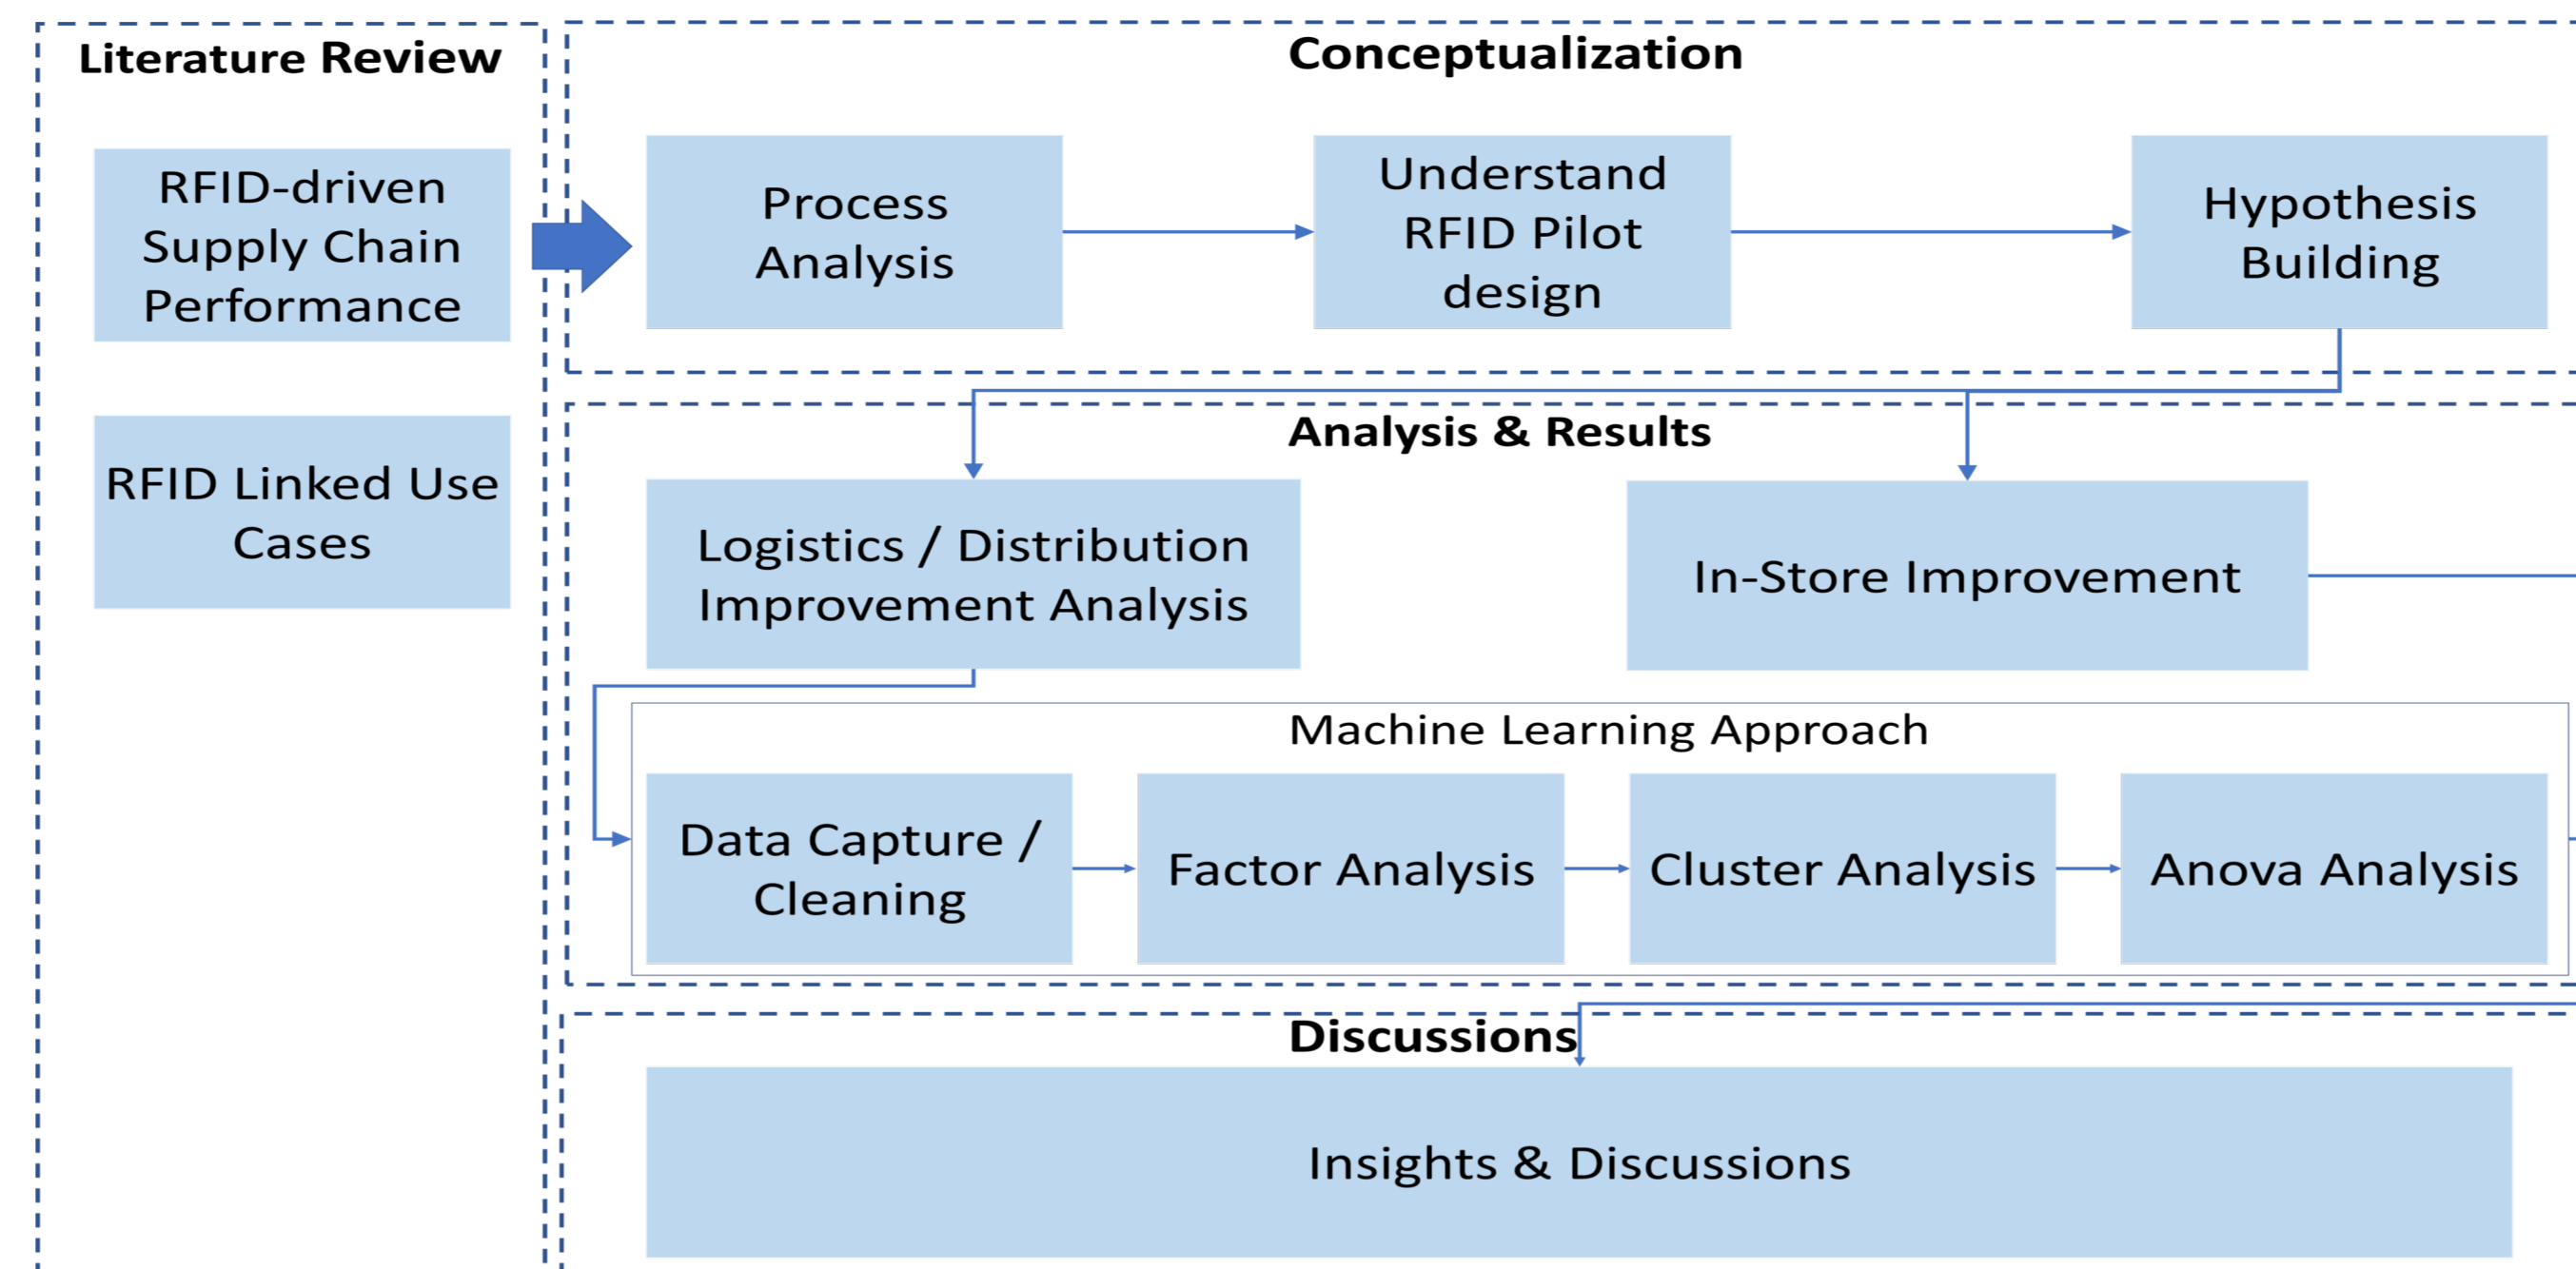 Literature Review
RFID-driven
Supply Chain
Performance
RFID Linked Use
Cases
Conceptualization
Process
Analysis
Understand
RFID Pilot
design
Hypothesis
Building
Analysis & Results
Logistics / Distribution
Improvement Analysis
In-Store Improvement
Machine Learning Approach
Data Capture /
Cleaning
Factor Analysis
Cluster Analysis
Anova Analysis
Discussions
Insights & Discussions